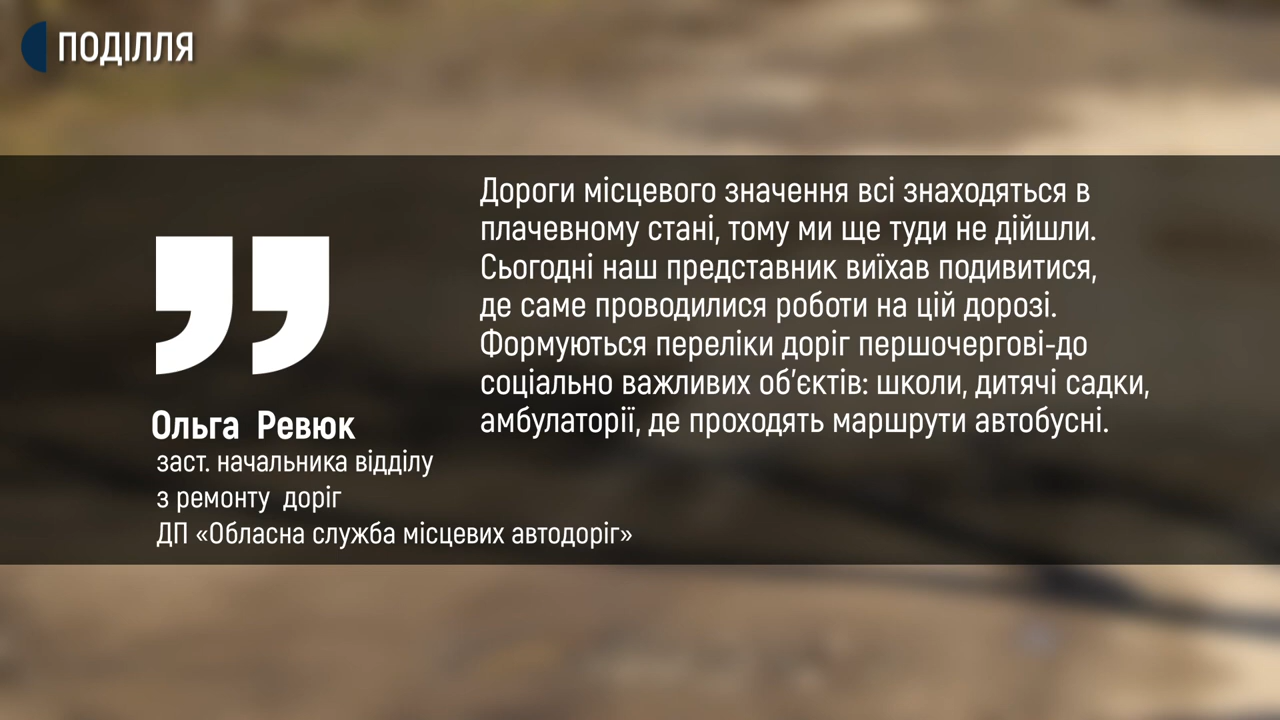 ПОДІЛЛЯ
Дороги місцевого значення всі знаходяться в
плачевному стані, тому ми ще туди не дійшли.
Сьогодні наш представник виїхав подивитися,
де саме проводилися роботи на цій дорозі.
Формуються переліки доріг першочергові-до
соціально важливих об'єктів: школи, дитячі садки,
амбулаторії, де проходять маршрути автобусні.
Ольга Ревюк
заст. начальника відділу
з ремонту доріг
ДП «Обласна служба місцевих автодоріг»